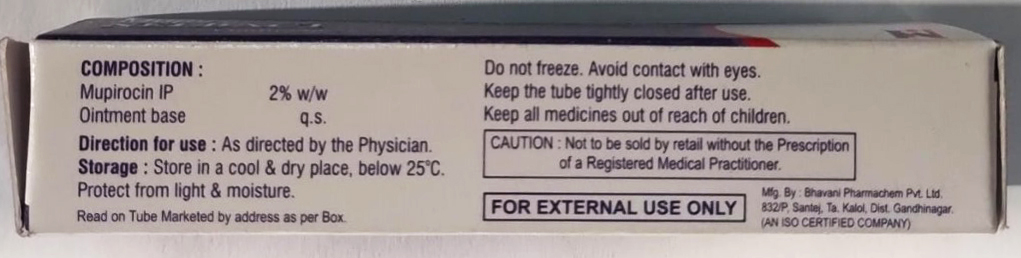 COMPOSITION :
Mupirocin IP 2% w/w
Ointment base q.s.
Direction for use : As directed by the Physician.
Storage : Store in a cool & dry place, below 25°C.
Protect from light & moisture.
Read on Tube Marketed by address as per Box.
Do not freeze. Avoid contact with eyes.
Keep the tube tightly closed after use.
Keep all medicines out of reach of children.
CAUTION : Not to be sold by retail without the Prescription
of a Registered Medical Practitioner.
FOR EXTERNAL USE ONLY
Mfg. By : Bhavani Pharmachem Pvt. Ltd.
832/P, Santej, Ta. Kalol, Dist. Gandhinagar.
(AN ISO CERTIFIED COMPANY)